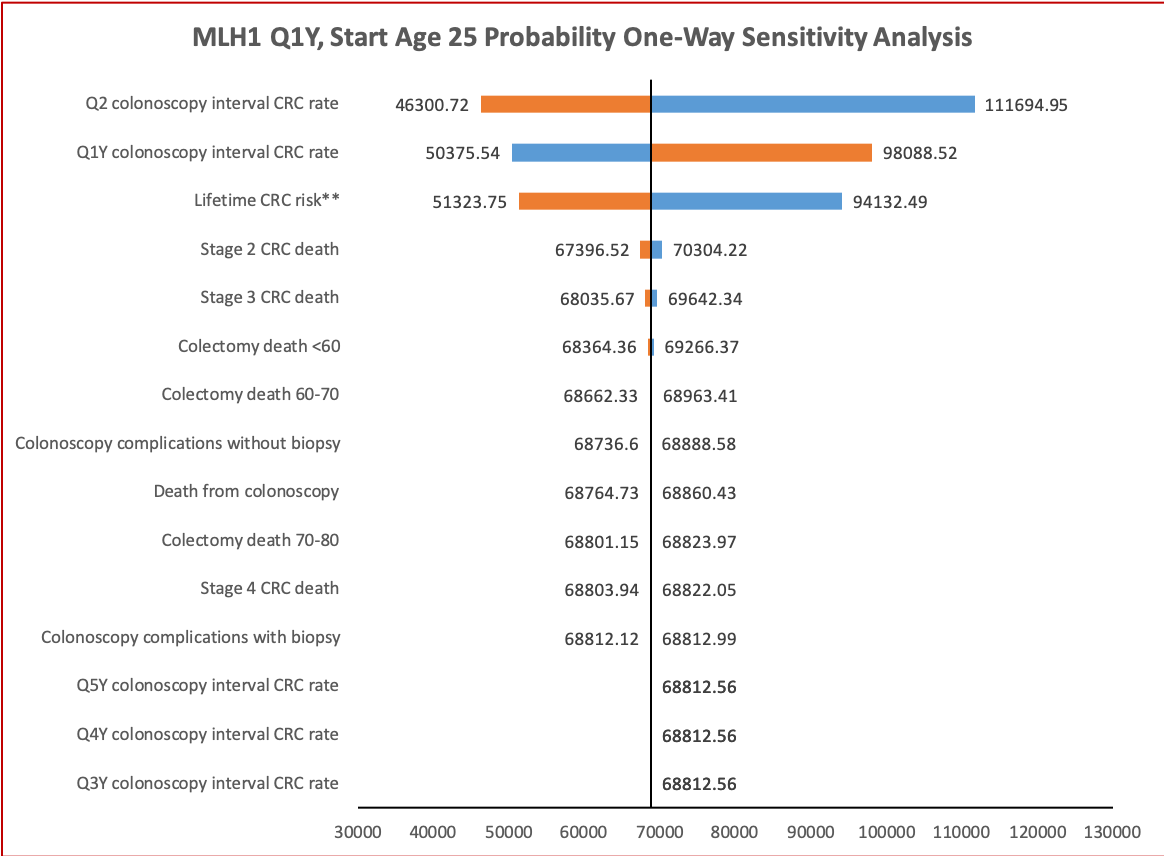 MLH1 Q1Y, Start Age 25 Probability One-Way Sensitivity Analysis
Q2 colonoscopy interval CRC rate 46300.72 111694.95
Q1Y colonoscopy interval CRC rate 50375.54 98088.52
Lifetime CRC risk** 51323.75 94132.49
Stage 2 CRC death 67396.52 70304.22
Stage 3 CRC death 68035.67 69642.34
Colectomy death <60 68364.36 69266.37
Colectomy death 60-70 68662.33 68963.41
Colonoscopy complications without biopsy 68736.6 68888.58
Death from colonoscopy 68764.73 68860.43
Colectomy death 70-80 68801.15 68823.97
Stage 4 CRC death 68803.94 68822.05
Colonoscopy complications with biopsy 68812.12 68812.99
Q5Y colonoscopy interval CRC rate 68812.56
Q4Y colonoscopy interval CRC rate 68812.56
Q3Y colonoscopy interval CRC rate 68812.56
30000 40000 50000 60000 70000 80000 90000 100000 110000 120000 130000